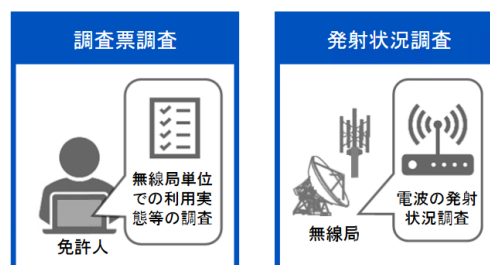 調査票調査
無線局単位
での利用実
態等の調査
免許人
発射状況調査
電波の発射
状況調査
無線局